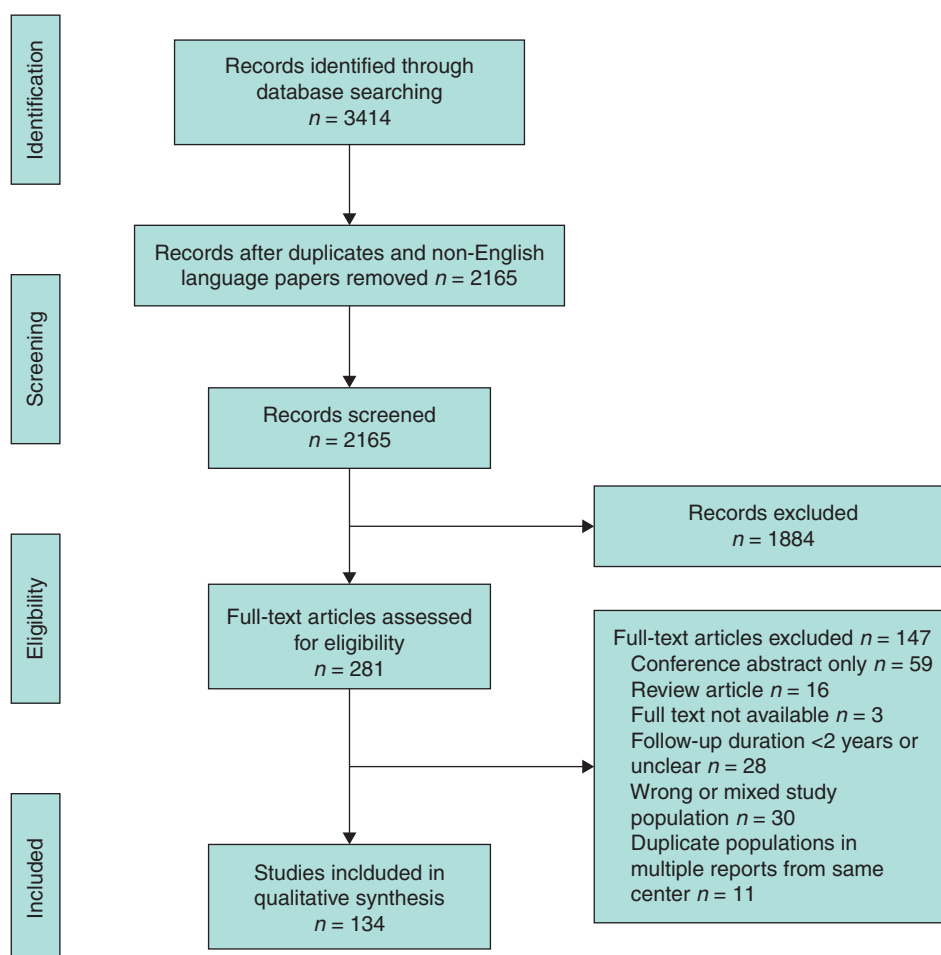 Identification
Records identified through
database searching
n = 3414
Records after duplicates and non-English
language papers removed n = 2165
Screening
Records screened
n = 2165
Records excluded
n = 1884
Eligibility
Full-text articles assessed
for eligibility
n = 281
Full-text articles excluded n = 147
Conference abstract only n = 59
Review article n = 16
Full text not available n = 3
Follow-up duration <2 years or
unclear n = 28
Wrong or mixed study
population n = 30
Duplicate populations in
multiple reports from same
center n = 11
Included
Studies inclduded in
qualitative synthesis
n = 134